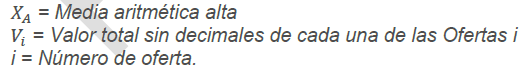 X_A = Media aritmética alta
V_i = Valor total sin decimales de cada una de las Ofertas i
i = Número de oferta.